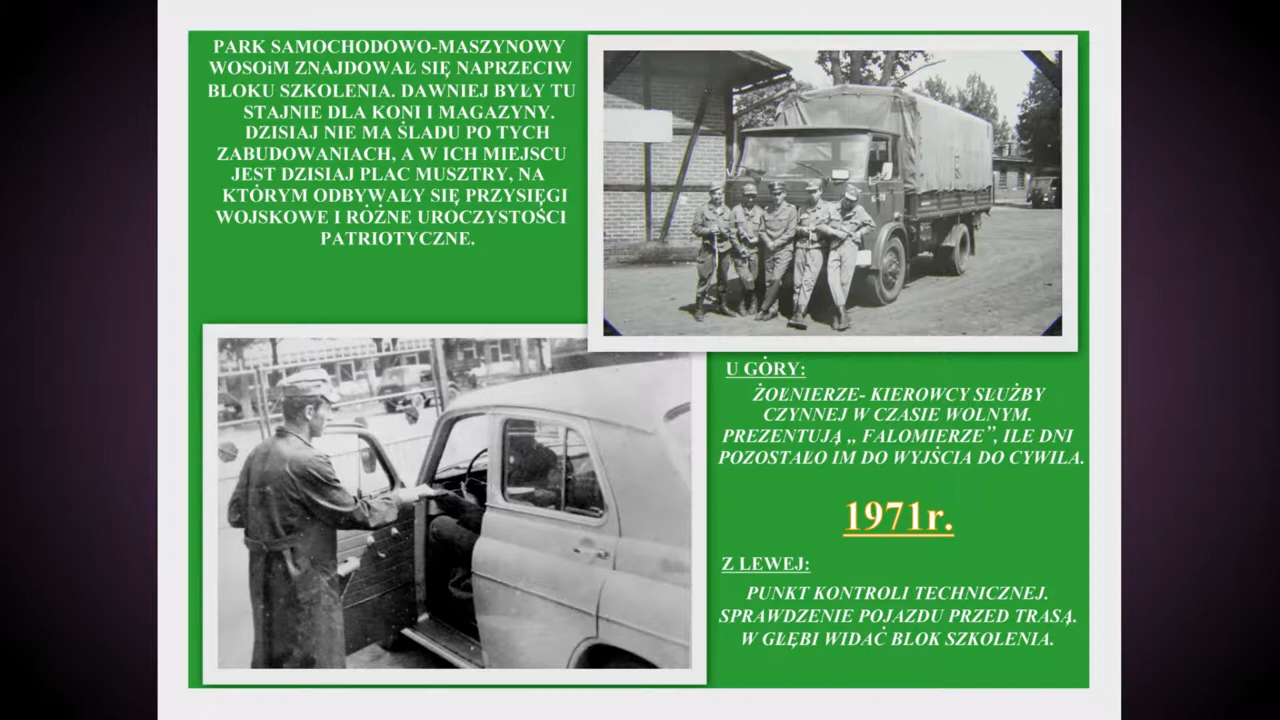 PARK SAMOCHODOWO-MASZYNOWY
WOSOiM ZNAJDOWAŁ SIĘ NAPRZECIW
BLOKU SZKOLENIA. DAWNIEJ BYŁY TU
STAJNIE DLA KONI I MAGAZYNY.
DZISIAJ NIE MA ŚLADU PO TYCH
ZABUDOWANIACH, A W ICH MIEJSCU
JEST DZISIAJ PLAC MUSZTRY, NA
KTÓRYM ODBYWAŁY SIĘ PRZYSIĘGI
WOJSKOWE I RÓŻNE UROCZYSTOŚCI
PATRIOTYCZNE.
U GÓRY:
ŻOŁNIERZE- KIEROWCY SŁUŻBY
CZYNNEJ W CZASIE WOLNYM.
PREZENTUJĄ „ FALOMIERZE”, ILE DNI
POZOSTAŁO IM DO WYJŚCIA DO CYWILA.
1971r.
Z LEWEJ:
PUNKT KONTROLI TECHNICZNEJ.
SPRAWDZENIE POJAZDU PRZED TRASĄ.
W GŁĘBI WIDAĆ BLOK SZKOLENIA.